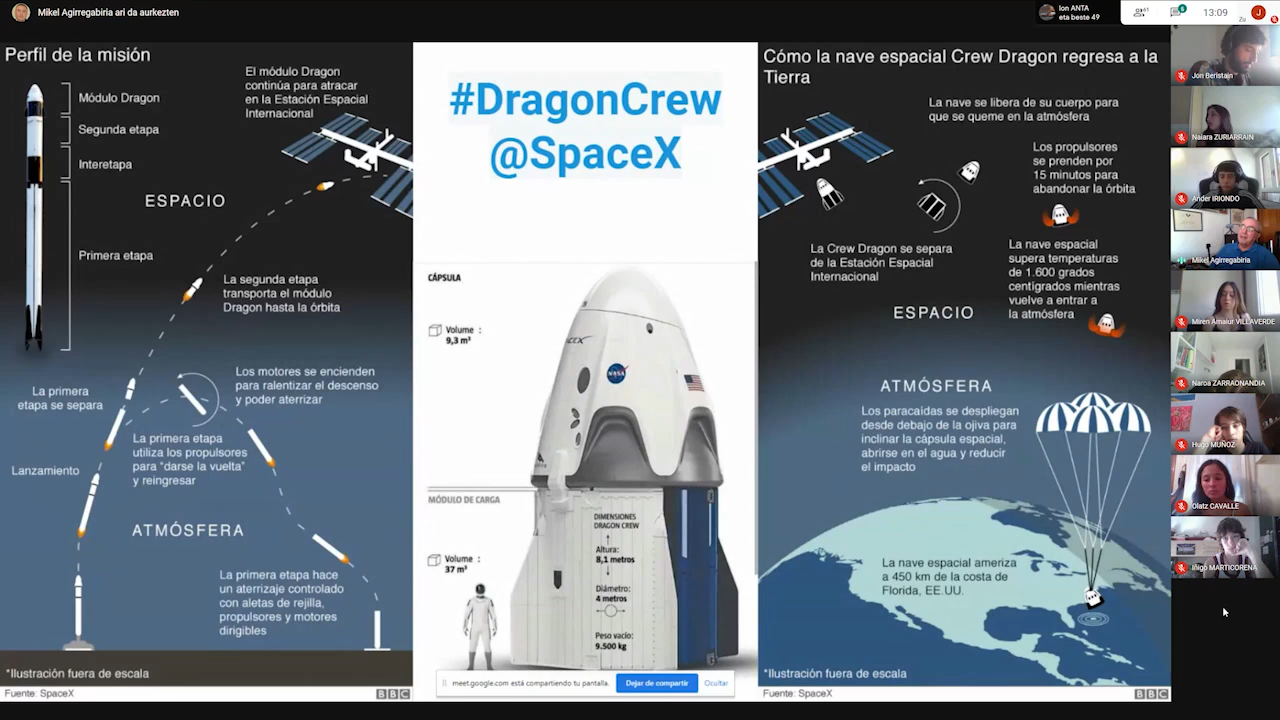 Mikel Agirregabiria ari da aurkezten
Ion ANTA
eta beste 49
61
6
13:09
Zu
J
Perfil de la misión
Módulo Dragon
Segunda etapa
Interetapa
Primera etapa
El módulo Dragon
continúa para atracar
en la Estación Espacial
Internacional
ESPACIO
La segunda etapa
transporta el módulo
Dragon hasta la órbita
Los motores se encienden
para ralentizar el descenso
y poder aterrizar
La primera
etapa se separa
La primera etapa
utiliza los propulsores
para "darse la vuelta"
y reingresar
Lanzamiento
ATMÓSFERA
La primera etapa hace
un aterrizaje controlado
con aletas de rejilla,
propulsores y motores
dirigibles
*Ilustración fuera de escala
Fuente: SpaceX
BBC
#DragonCrew
@SpaceX
CÁPSULA
Volume :
9,3 m³
NASA
MÓDULO DE CARGA
Volume :
37 m³
DIMENSIONES
DRAGON CREW
Altura:
8,1 metros
Diámetro:
4 metros
Peso vacío:
9.500 kg
meet.google.com está compartiendo tu pantalla.
Dejar de compartir
Ocultar
Cómo la nave espacial Crew Dragon regresa a la
Tierra
La nave se libera de su cuerpo para
que se queme en la atmósfera
Los propulsores
se prenden por
15 minutos para
abandonar la órbita
La Crew Dragon se separa
de la Estación Espacial
Internacional
La nave espacial
supera temperaturas
de 1.600 grados
centígrados mientras
vuelve a entrar a
la atmósfera
ESPACIO
ATMÓSFERA
Los paracaídas se despliegan
desde debajo de la ojiva para
inclinar la cápsula espacial,
abrirse en el agua y reducir
el impacto
La nave espacial ameriza
a 450 km de la costa de
Florida, EE.UU.
*Ilustración fuera de escala
Fuente: SpaceX
BBC
Jon Beristain
Naiara ZURIARRAIN
Ander IRIONDO
Mikel Agirregabiria
Miren Amaiur VILLAVERDE
Naroa ZARRAONANDIA
Hugo MUÑOZ
Olatz CAVALLE
Iñigo MARTICORENA